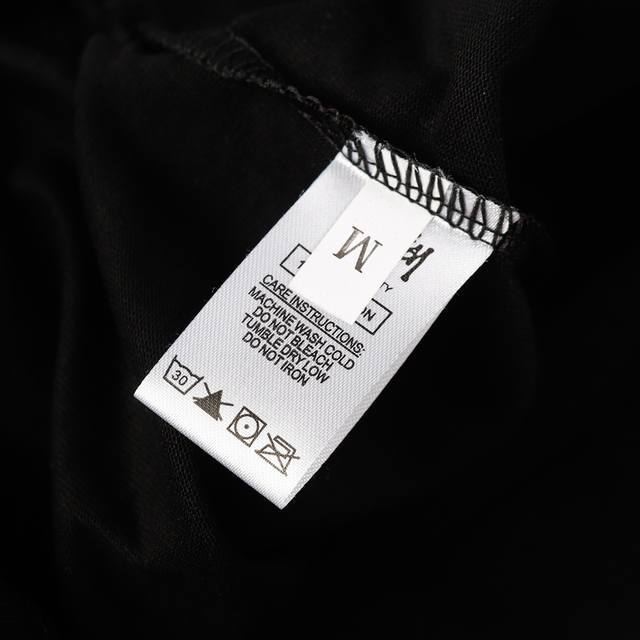 M
CARE INSTRUCTIONS:
MACHINE WASH COLD
DO NOT BLEACH
TUMBLE DRY LOW
DO NOT IRON
30